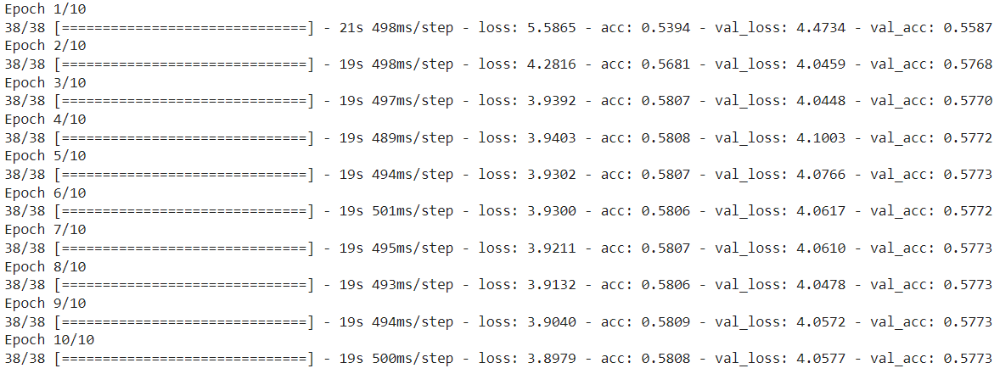 Epoch 1/10
38/38 [==============================] - 21s 498ms/step - loss: 5.5865 - acc: 0.5394 - val_loss: 4.4734 - val_acc: 0.5587
Epoch 2/10
38/38 [==============================] - 19s 498ms/step - loss: 4.2816 - acc: 0.5681 - val_loss: 4.0459 - val_acc: 0.5768
Epoch 3/10
38/38 [==============================] - 19s 497ms/step - loss: 3.9392 - acc: 0.5807 - val_loss: 4.0448 - val_acc: 0.5770
Epoch 4/10
38/38 [==============================] - 19s 489ms/step - loss: 3.9403 - acc: 0.5808 - val_loss: 4.1003 - val_acc: 0.5772
Epoch 5/10
38/38 [==============================] - 19s 494ms/step - loss: 3.9302 - acc: 0.5807 - val_loss: 4.0766 - val_acc: 0.5773
Epoch 6/10
38/38 [==============================] - 19s 501ms/step - loss: 3.9300 - acc: 0.5806 - val_loss: 4.0617 - val_acc: 0.5772
Epoch 7/10
38/38 [==============================] - 19s 495ms/step - loss: 3.9211 - acc: 0.5807 - val_loss: 4.0610 - val_acc: 0.5773
Epoch 8/10
38/38 [==============================] - 19s 493ms/step - loss: 3.9132 - acc: 0.5806 - val_loss: 4.0478 - val_acc: 0.5773
Epoch 9/10
38/38 [==============================] - 19s 494ms/step - loss: 3.9040 - acc: 0.5809 - val_loss: 4.0572 - val_acc: 0.5773
Epoch 10/10
38/38 [==============================] - 19s 500ms/step - loss: 3.8979 - acc: 0.5808 - val_loss: 4.0577 - val_acc: 0.5773